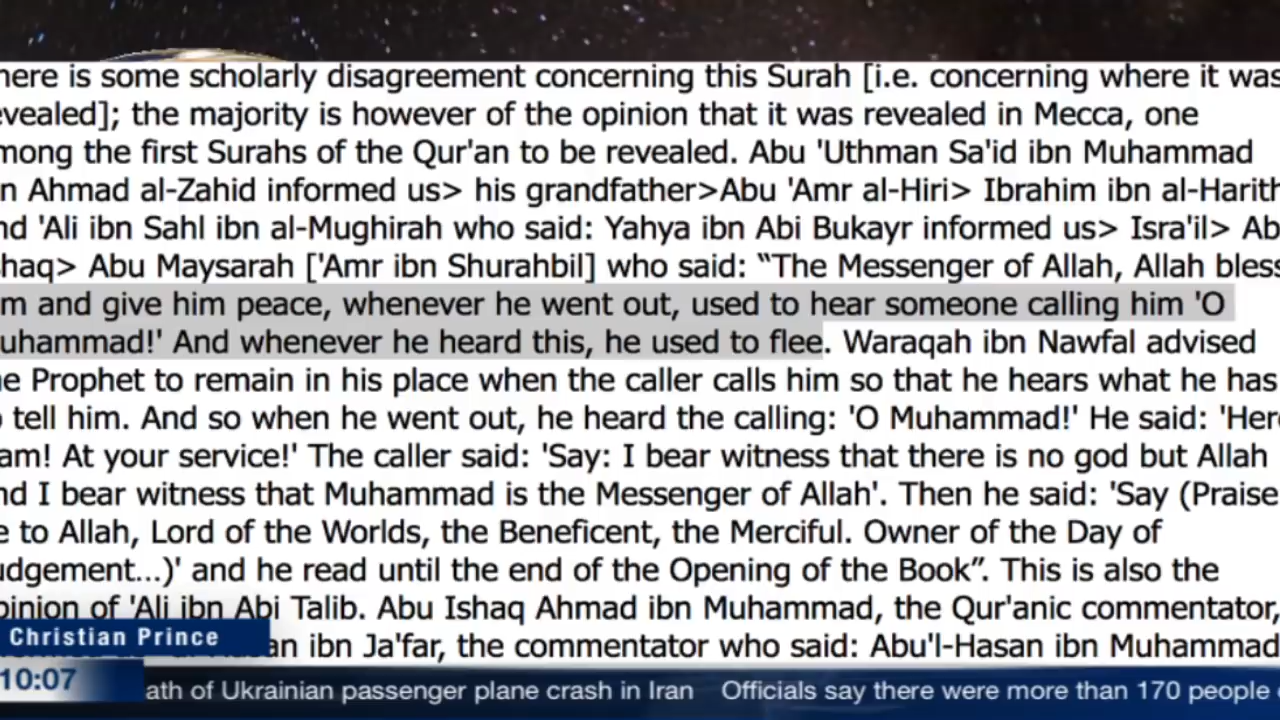 here is some scholarly disagreement concerning this Surah [i.e. concerning where it was
evealed]; the majority is however of the opinion that it was revealed in Mecca, one
mong the first Surahs of the Qur'an to be revealed. Abu 'Uthman Sa'id ibn Muhammad
n Ahmad al-Zahid informed us> his grandfather>Abu 'Amr al-Hiri> Ibrahim ibn al-Harith
nd 'Ali ibn Sahl ibn al-Mughirah who said: Yahya ibn Abi Bukayr informed us> Isra'il> Ab
shaq> Abu Maysarah ['Amr ibn Shurahbil] who said: “The Messenger of Allah, Allah bless
m and give him peace, whenever he went out, used to hear someone calling him 'O
uhammad!' And whenever he heard this, he used to flee. Waraqah ibn Nawfal advised
e Prophet to remain in his place when the caller calls him so that he hears what he has
o tell him. And so when he went out, he heard the calling: 'O Muhammad!' He said: 'Here
am! At your service!' The caller said: 'Say: I bear witness that there is no god but Allah
nd I bear witness that Muhammad is the Messenger of Allah'. Then he said: 'Say (Praise
e to Allah, Lord of the Worlds, the Beneficent, the Merciful. Owner of the Day of
udgement...)' and he read until the end of the Opening of the Book”. This is also the
pinion of 'Ali ibn Abi Talib. Abu Ishaq Ahmad ibn Muhammad, the Qur'anic commentator,
an ibn Ja'far, the commentator who said: Abu'l-Hasan ibn Muhammad
Christian Prince
10:07
ath of Ukrainian passenger plane crash in Iran Officials say there were more than 170 people